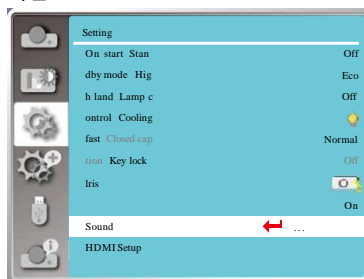 Setting
On start Stan Off
dby mode Hig Eco
h land Lamp c Off
ontrol Cooling
fast Closed cap Normal
tion Key lock Off
Iris
On
Sound ...
HDMI Setup